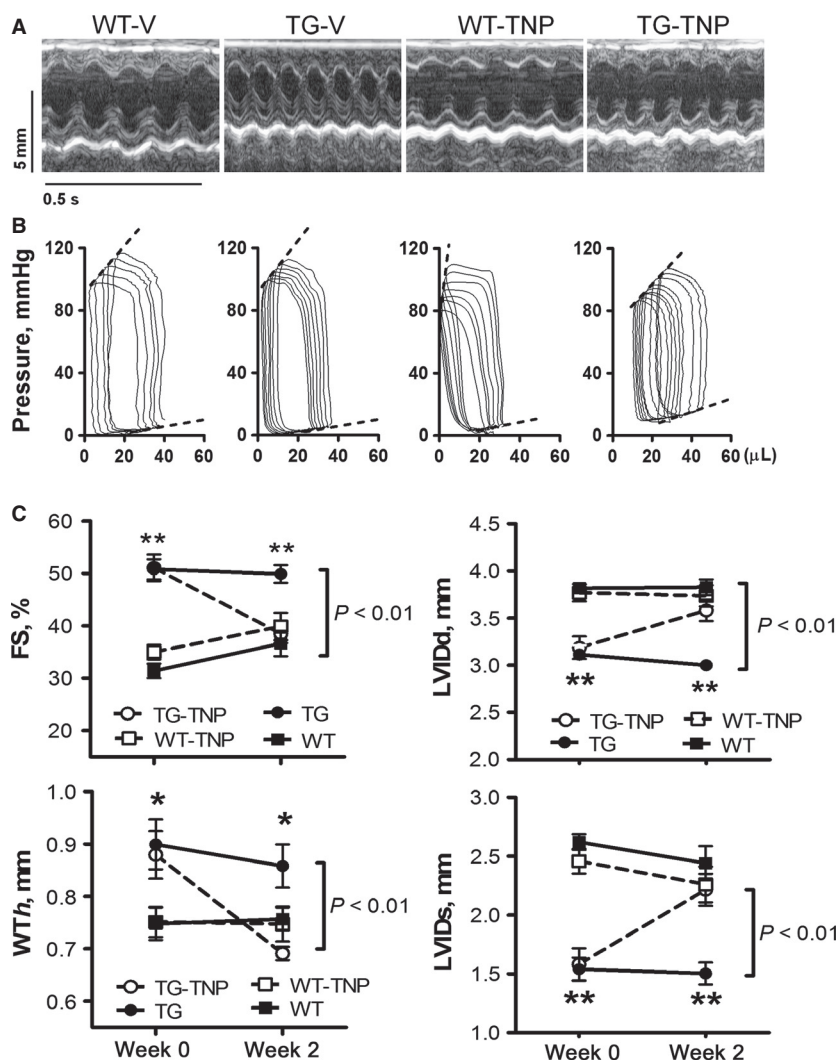 A
WT-V TG-V WT-TNP TG-TNP
5 mm
0.5 s
B
Pressure, mmHg
120 120 120 120
80 80 80 80
40 40 40 40
0 0 0 0
0 20 40 60 0 20 40 60 0 20 40 60 0 20 40 60 (µL)
C
FS, %
60
50
40
30
20
** **
P < 0.01
TG-TNP TG
WT-TNP WT
LVIDd, mm
4.5
4.0
3.5
3.0
2.5
2.0
** **
P < 0.01
TG-TNP WT-TNP
TG WT
WTh, mm
1.0
0.9
0.8
0.7
0.6
* *
P < 0.01
TG-TNP WT-TNP
TG WT
Week 0 Week 2
LVIDs, mm
3.0
2.5
2.0
1.5
1.0
** **
P < 0.01
Week 0 Week 2